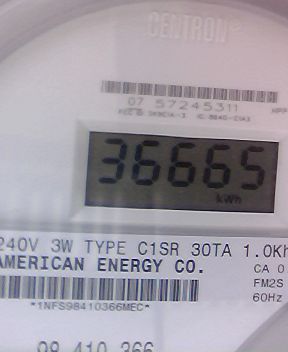 CENTRON®
07 57245311
36665
kWh
240V 3W TYPE C1SR 30TA 1.0Kh
AMERICAN ENERGY CO.
CA 0.
FM2S
60Hz
*1NFS98410366MEC*
98 410 366